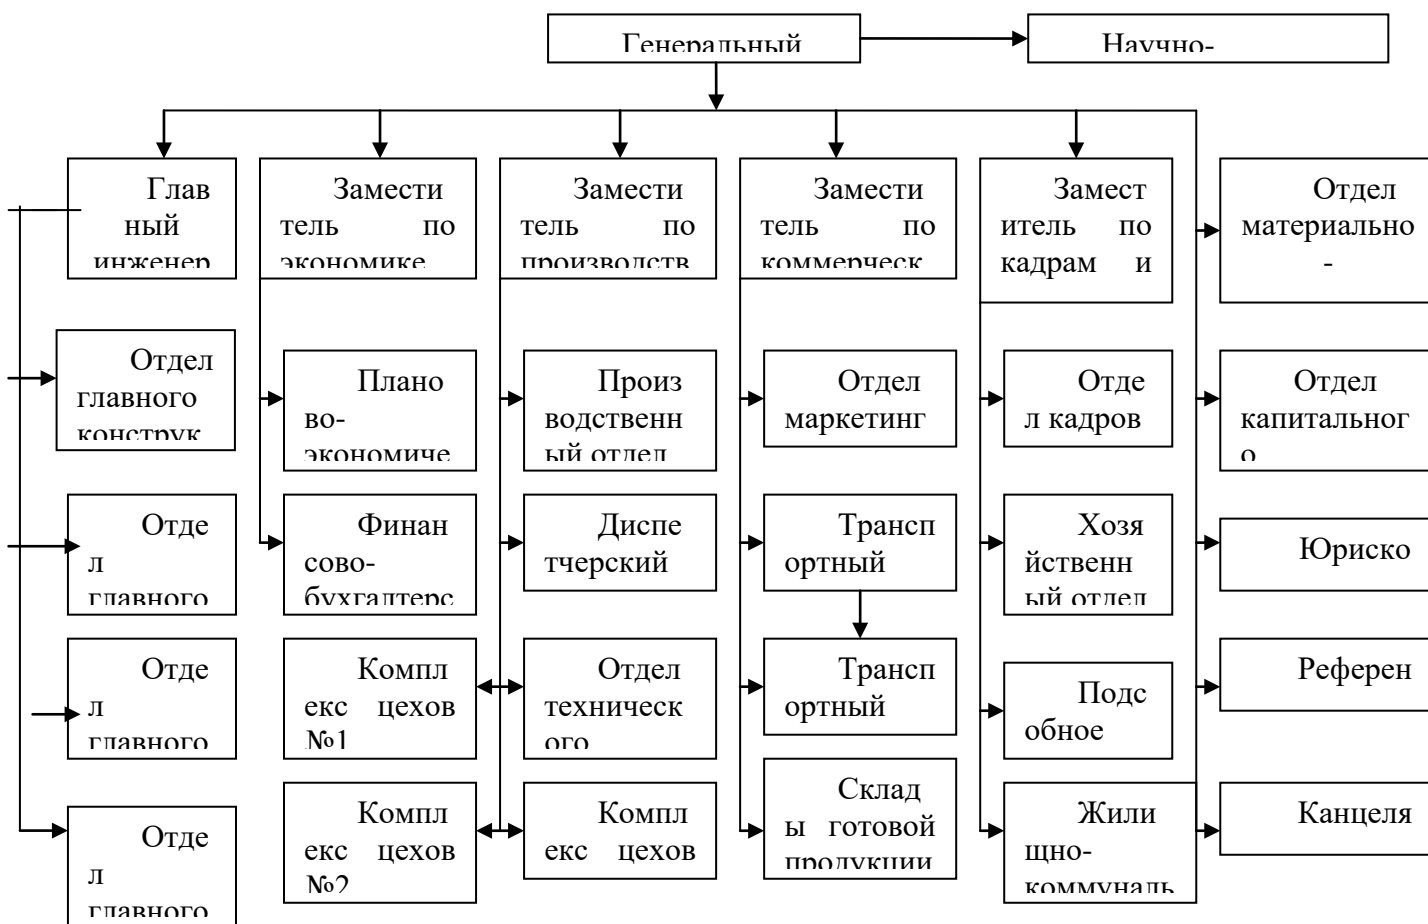 Генеральный
Научно-
Глав
ный
инженер
Замести
тель по
экономике
Замести
тель по
производств
Замести
тель по
коммерческ
Замест
итель по
кадрам и
Отдел
материально
-
Отдел
главного
конструк
Плано
во-
экономиче
Произ
водственн
ый отдел
Отдел
маркетинг
Отде
л кадров
Отдел
капитальног
о
Отде
л
главного
Финан
сово-
бухгалтерс
Диспе
тчерский
Трансп
ортный
Хозя
йственн
ый отдел
Юриско
Отде
л
главного
Компл
екс цехов
№1
Отдел
техническ
ого
Трансп
ортный
Подс
обное
Референ
Отде
л
главного
Компл
екс цехов
№2
Компл
екс цехов
Склад
ы готовой
продукции
Жили
щно-
коммуналь
Канцеля